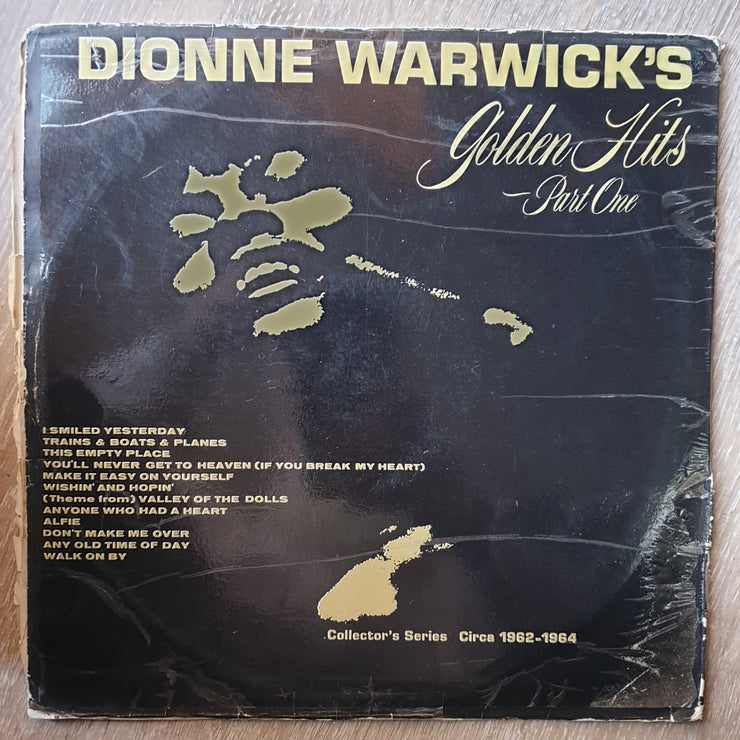 DIONNE WARWICK'S
Golden Hits
-Part One
I SMILED YESTERDAY
TRAINS & BOATS & PLANES
THIS EMPTY PLACE
YOU'LL NEVER GET TO HEAVEN (IF YOU BREAK MY HEART)
MAKE IT EASY ON YOURSELF
WISHIN' AND HOPIN'
(Theme from) VALLEY OF THE DOLLS
ANYONE WHO HAD A HEART
ALFIE
DON'T MAKE ME OVER
ANY OLD TIME OF DAY
WALK ON BY
Collector's Series Circa 1962-1964